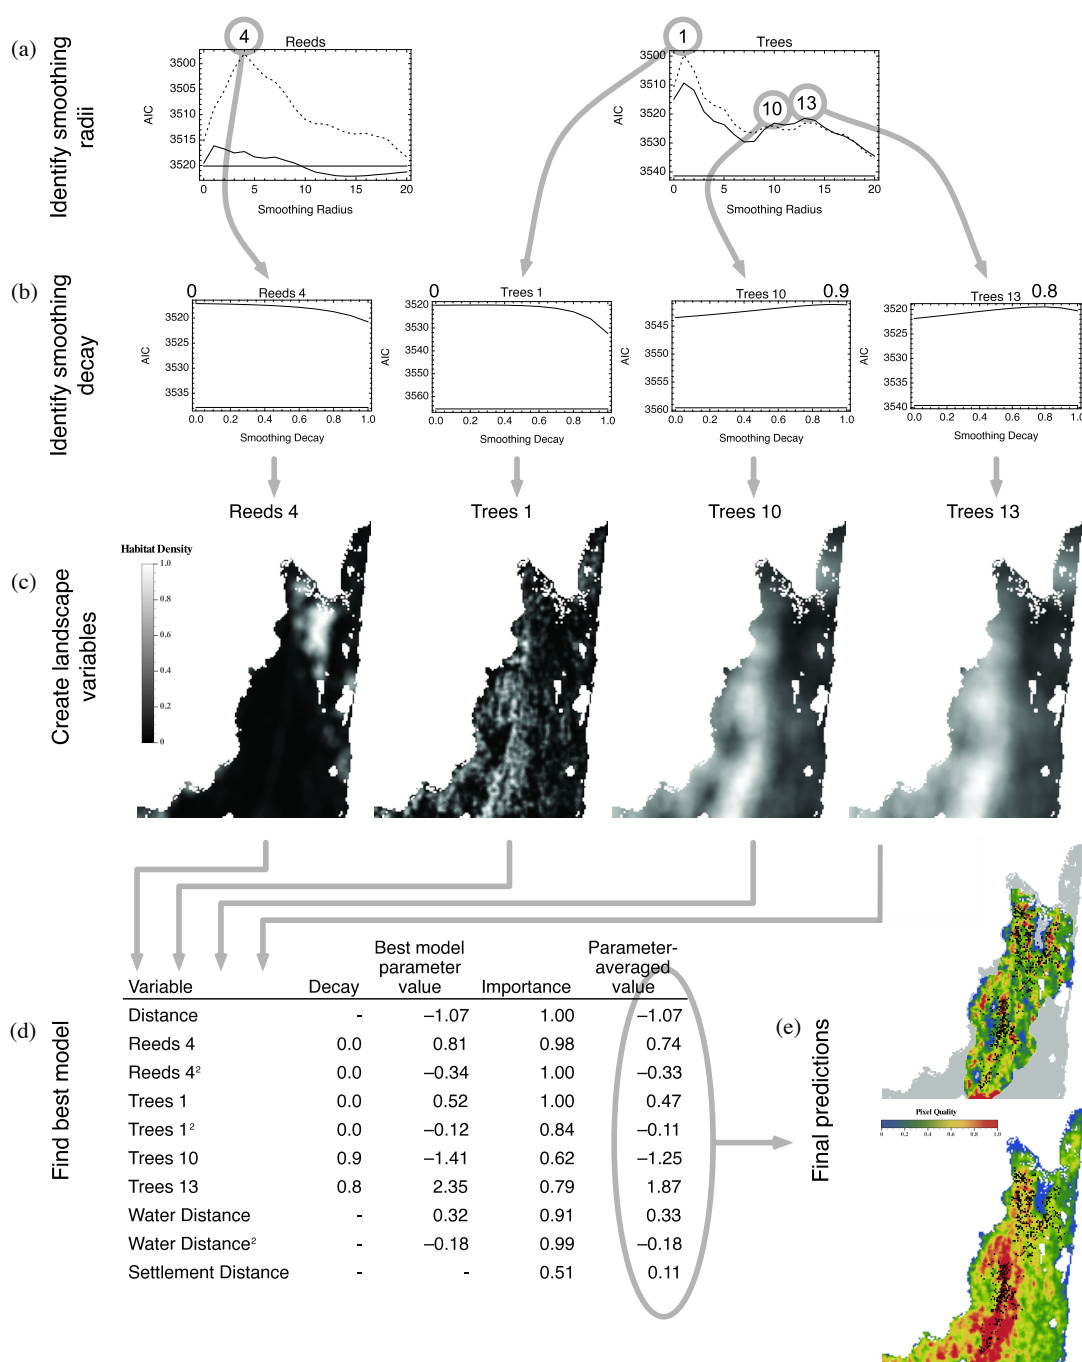 (a)
Identify smoothing
radii
4
Reeds
3500
3505
3510
3515
3520
AIC
0 5 10 15 20
Smoothing Radius
1
Trees
10
13
3500
3510
3520
3530
3540
AIC
0 5 10 15 20
Smoothing Radius
(b)
Identify smoothing
decay
0
Reeds 4
3520
3525
3530
3535
AIC
0.0 0.2 0.4 0.6 0.8 1.0
Smoothing Decay
0
Trees 1
3520
3530
3540
3550
3560
AIC
0.0 0.2 0.4 0.6 0.8 1.0
Smoothing Decay
Trees 10
0.9
3545
3550
3555
3560
AIC
0.0 0.2 0.4 0.6 0.8 1.0
Smoothing Decay
Trees 13
0.8
3520
3525
3530
3535
3540
AIC
0.0 0.2 0.4 0.6 0.8 1.0
Smoothing Decay
(c)
Create landscape
variables
Reeds 4
Trees 1
Trees 10
Trees 13
Habitat Density
1.0
0.8
0.6
0.4
0.2
0
(d)
Find best model
Variable Decay Best model parameter value Importance Parameter-averaged value
Distance - –1.07 1.00 –1.07
Reeds 4 0.0 0.81 0.98 0.74
Reeds 4² 0.0 –0.34 1.00 –0.33
Trees 1 0.0 0.52 1.00 0.47
Trees 1² 0.0 –0.12 0.84 –0.11
Trees 10 0.9 –1.41 0.62 –1.25
Trees 13 0.8 2.35 0.79 1.87
Water Distance - 0.32 0.91 0.33
Water Distance² - –0.18 0.99 –0.18
Settlement Distance - - 0.51 0.11
(e)
Final predictions
Pixel Quality
0 0.2 0.4 0.6 0.8 1.0